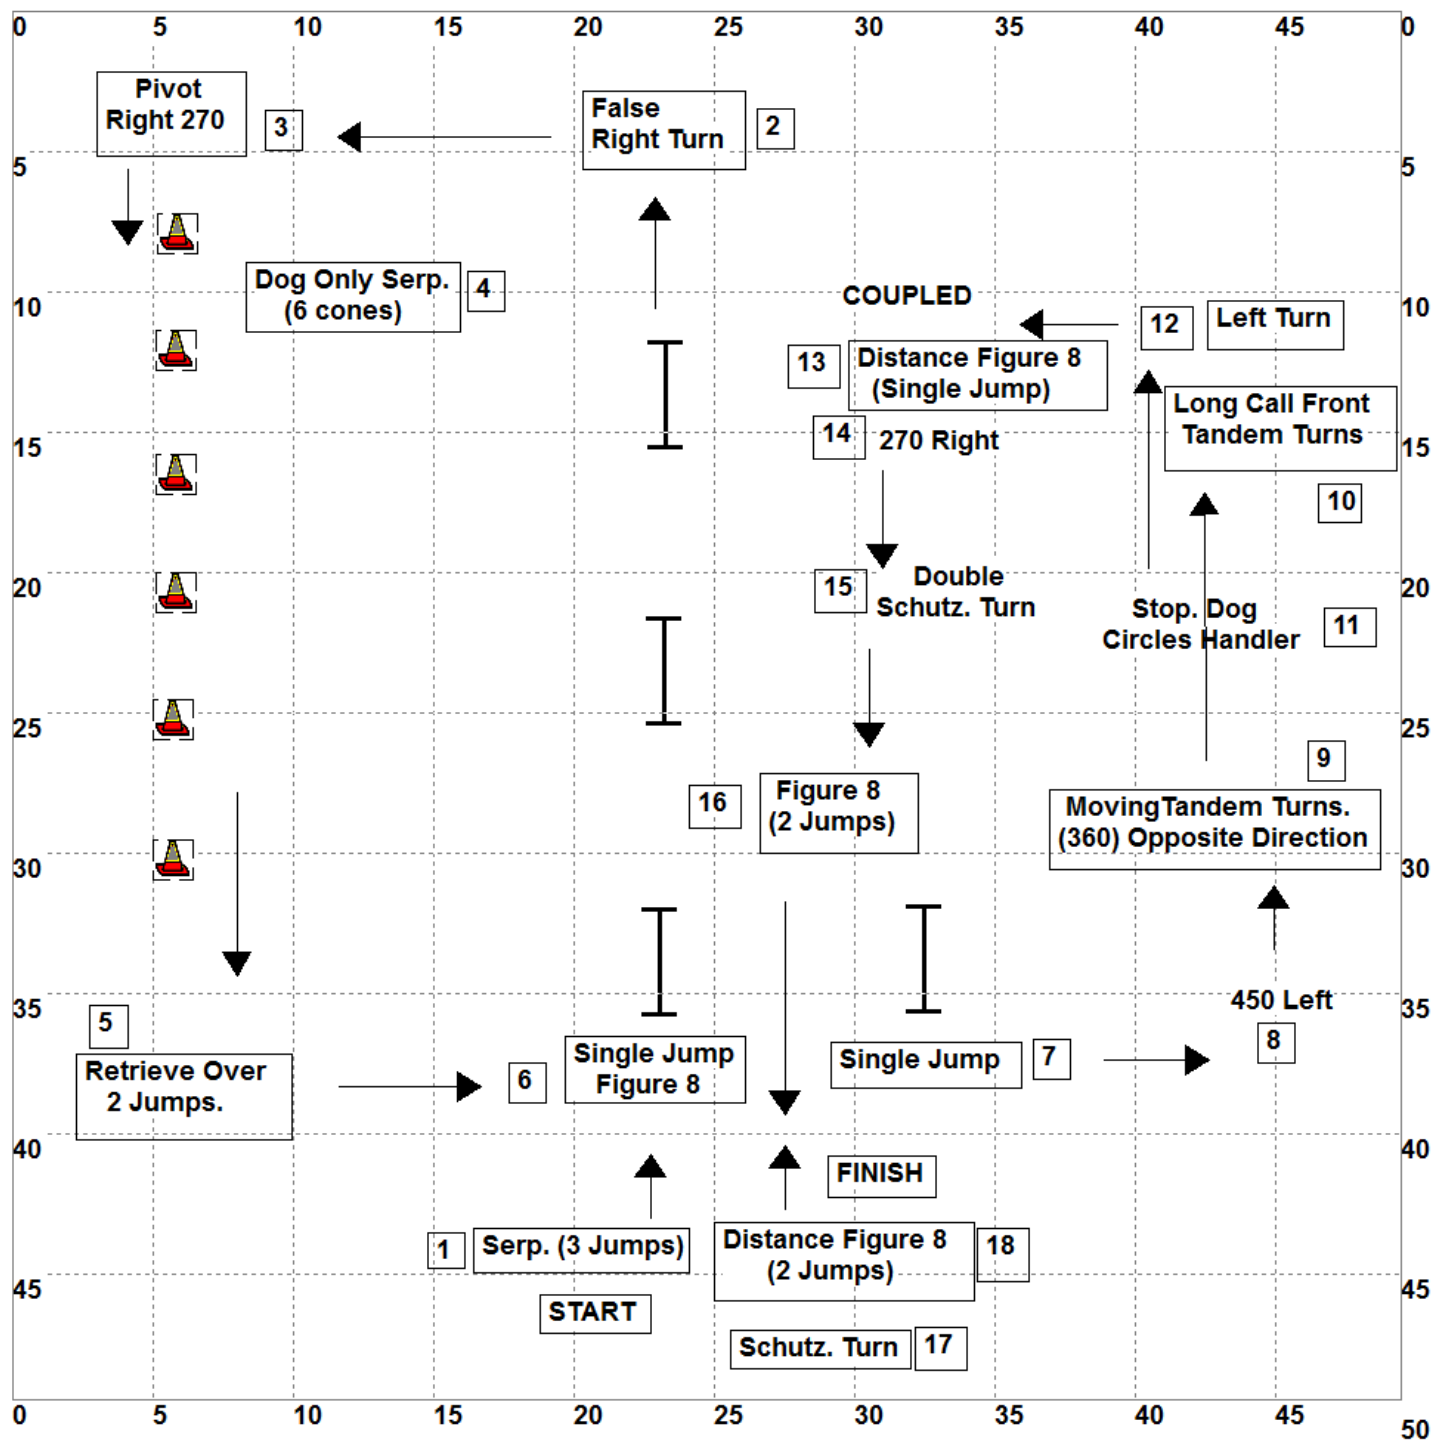 0 5 10 15 20 25 30 35 40 45 0
Pivot
Right 270
3
False
Right Turn
2
5 5
Dog Only Serp.
(6 cones)
4
COUPLED
10 10
12
Left Turn
13
Distance Figure 8
(Single Jump)
Long Call Front
Tandem Turns
14
270 Right
15 15
10
15
Double
Schutz. Turn
20 20
Stop. Dog
Circles Handler
11
25 25
9
16
Figure 8
(2 Jumps)
MovingTandem Turns.
(360) Opposite Direction
30 30
450 Left
35 35
5
8
Retrieve Over
2 Jumps.
6
Single Jump
Figure 8
Single Jump
7
40 40
FINISH
1
Serp. (3 Jumps)
Distance Figure 8
(2 Jumps)
18
45 45
START
Schutz. Turn
17
0 5 10 15 20 25 30 35 40 45 50